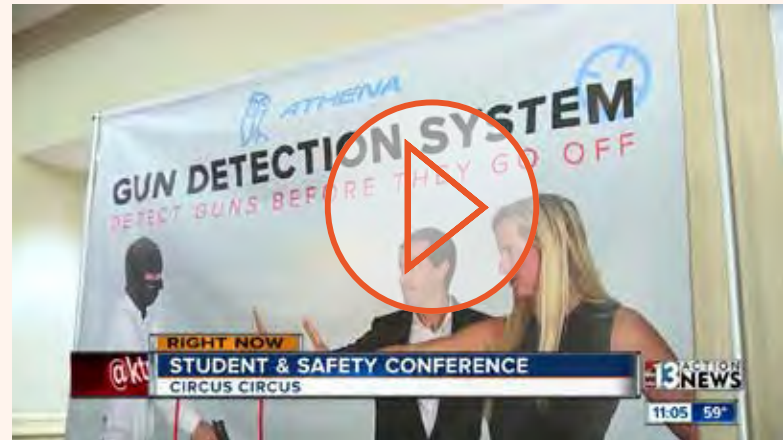 ATHENA
GUN DETECTION SYSTEM
DETECT GUNS BEFORE THEY GO OFF
RIGHT NOW
@kt
STUDENT & SAFETY CONFERENCE
CIRCUS CIRCUS
13 ACTION NEWS
11:05 59°